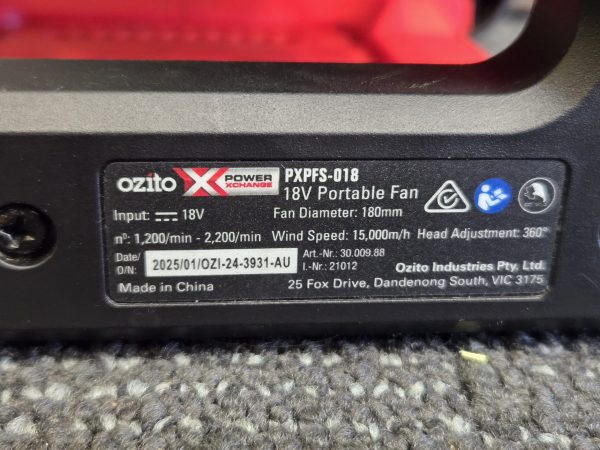 ozito X POWER XCHANGE PXPFS-018
18V Portable Fan
Input: ⎓ 18V Fan Diameter: 180mm
n°: 1,200/min - 2,200/min Wind Speed: 15,000m/h Head Adjustment: 360°
Date/O/N: 2025/01/OZI-24-3931-AU Art.-Nr.: 30.009.88
I.-Nr.: 21012 Ozito Industries Pty. Ltd.
Made in China 25 Fox Drive, Dandenong South, VIC 3175